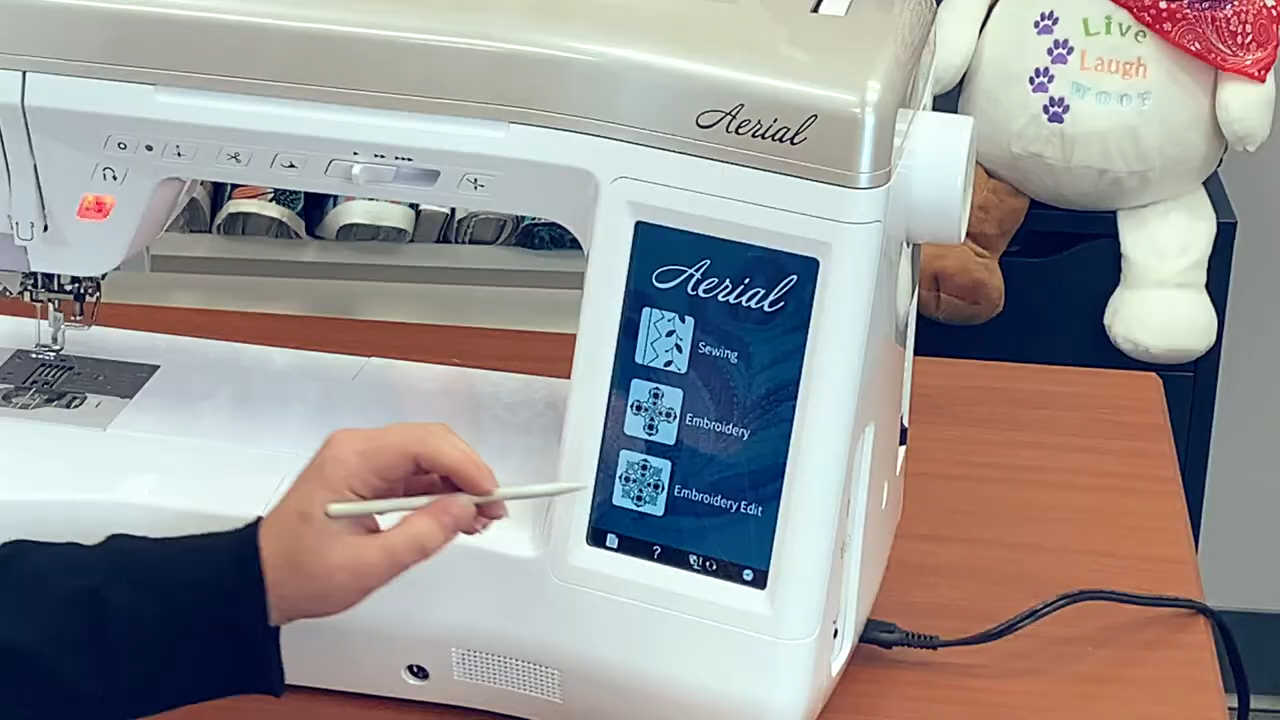 Live
Laugh
Woof
Aerial
Aerial
Sewing
Embroidery
Embroidery Edit
?